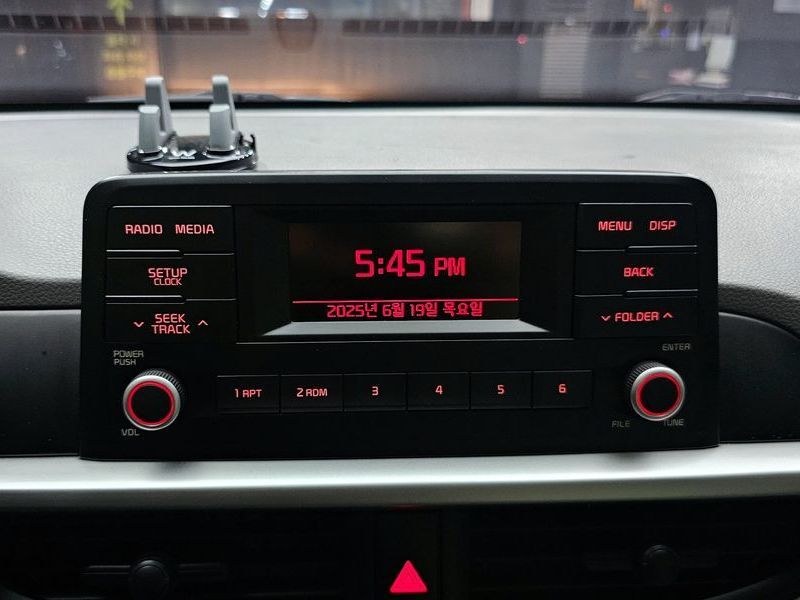 RADIO MEDIA
SETUP
CLOCK
SEEK
TRACK
5:45 PM
2025년 6월 19일 목요일
MENU DISP
BACK
FOLDER
POWER
PUSH
VOL
1 RPT
2 RDM
3
4
5
6
ENTER
FILE
TUNE